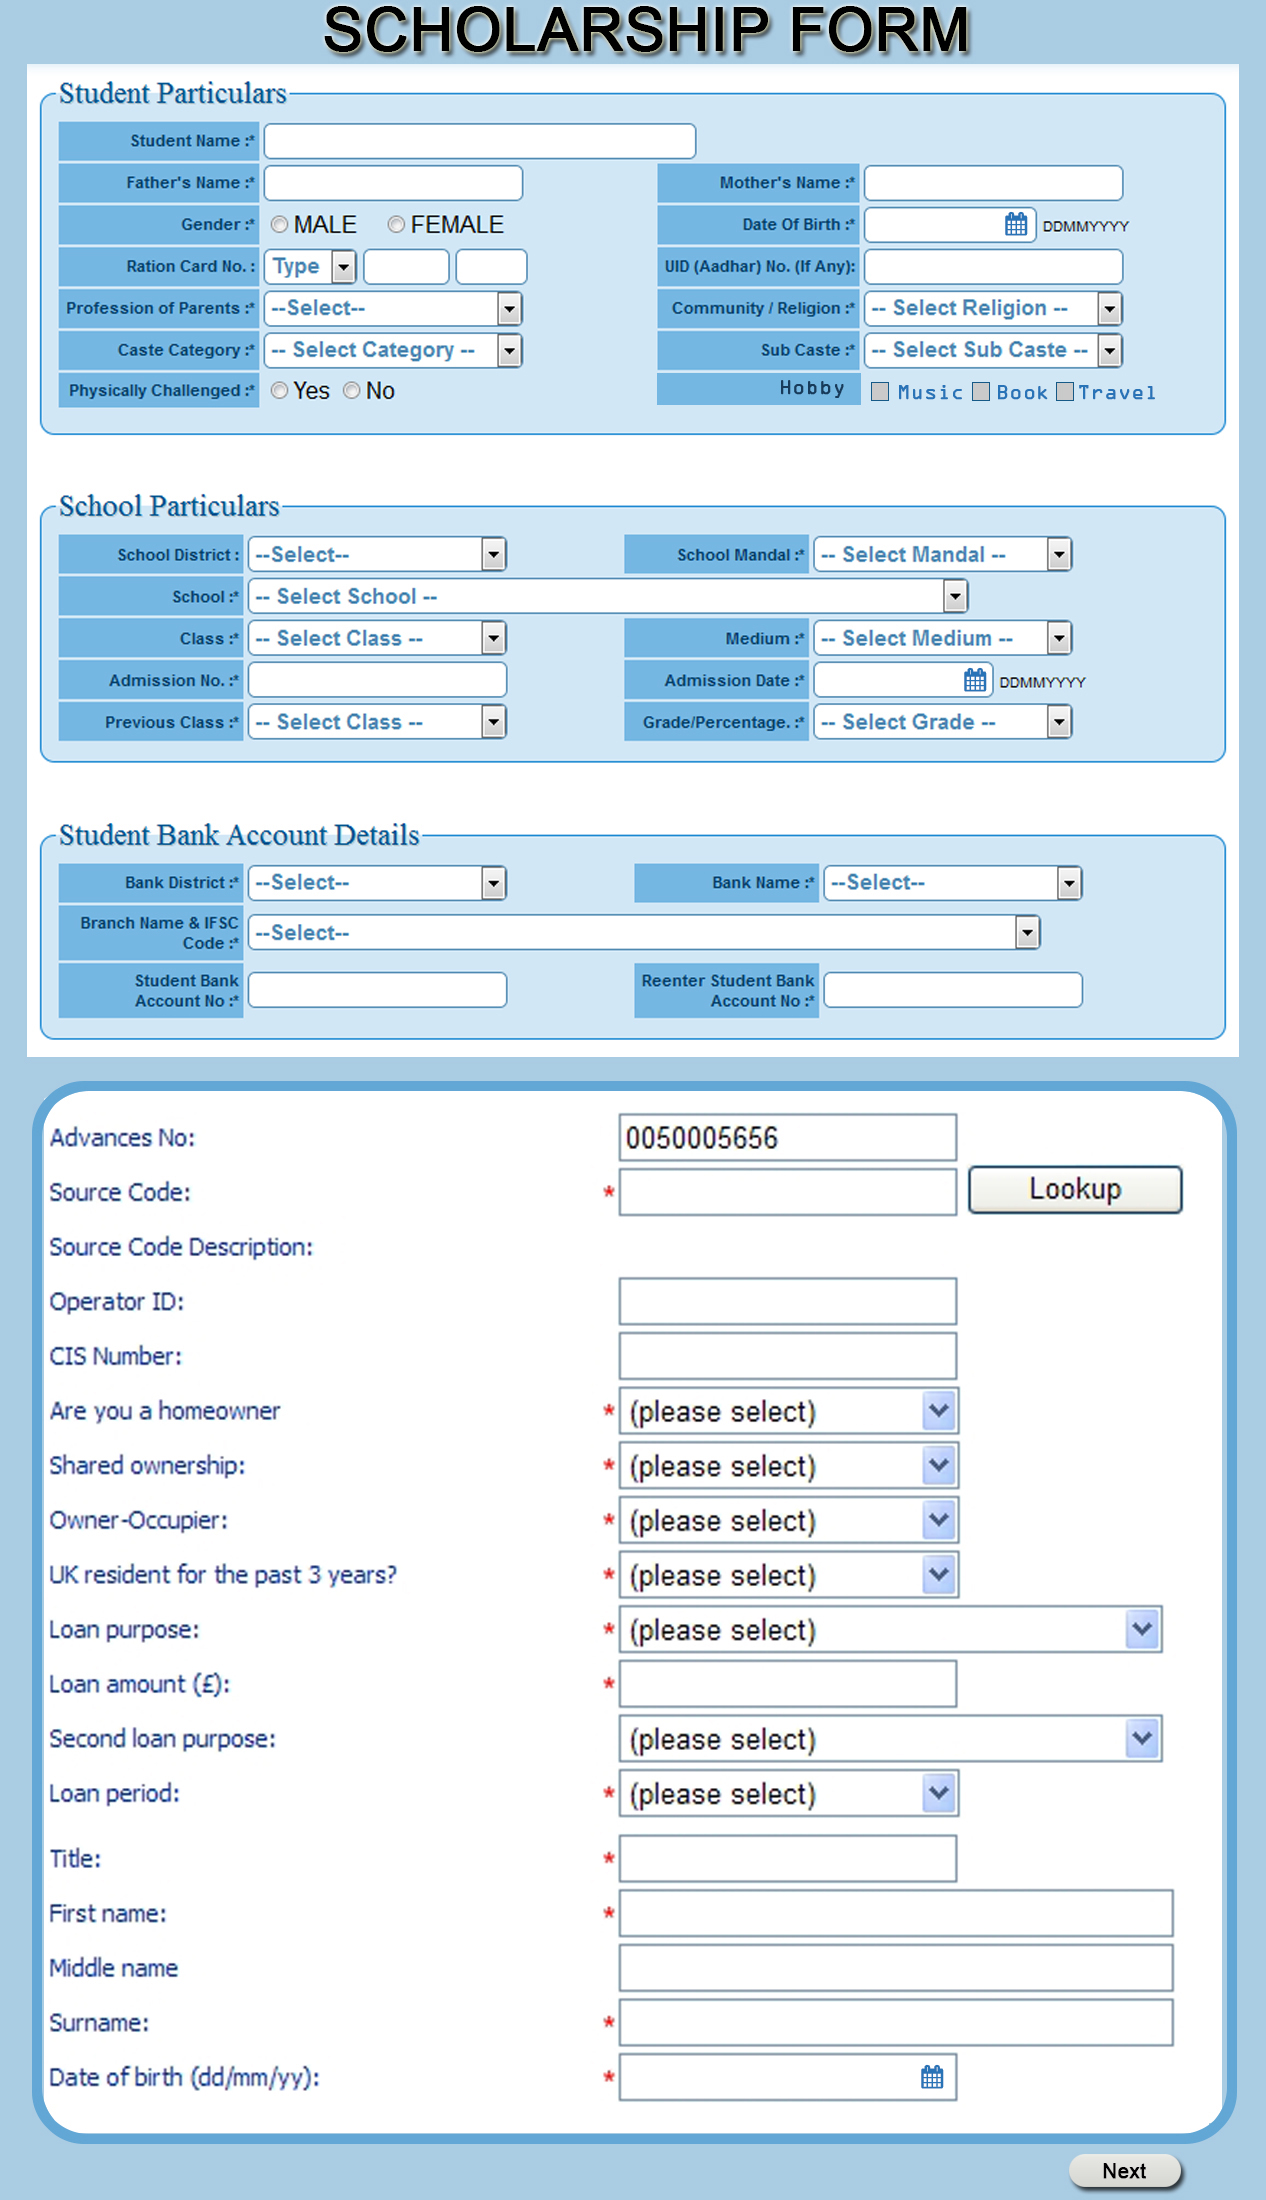 SCHOLARSHIP FORM
Student Particulars
Student Name :*
Father's Name :* Mother's Name :*
Gender :* MALE FEMALE Date Of Birth :* DDMMYYYY
Ration Card No. : Type UID (Aadhar) No. (If Any):
Profession of Parents :* --Select-- Community / Religion :* -- Select Religion --
Caste Category :* -- Select Category -- Sub Caste :* -- Select Sub Caste --
Physically Challenged :* Yes No Hobby Music Book Travel
School Particulars
School District : --Select-- School Mandal :* -- Select Mandal --
School :* -- Select School --
Class :* -- Select Class -- Medium :* -- Select Medium --
Admission No. :* Admission Date :* DDMMYYYY
Previous Class :* -- Select Class -- Grade/Percentage. :* -- Select Grade --
Student Bank Account Details
Bank District :* --Select-- Bank Name :* --Select--
Branch Name & IFSC
Code :* --Select--
Student Bank Reenter Student Bank
Account No :* Account No :*
Advances No: 0050005656
Source Code: * Lookup
Source Code Description:
Operator ID:
CIS Number:
Are you a homeowner * (please select)
Shared ownership: * (please select)
Owner-Occupier: * (please select)
UK resident for the past 3 years? * (please select)
Loan purpose: * (please select)
Loan amount (£): *
Second loan purpose: (please select)
Loan period: * (please select)
Title: *
First name: *
Middle name
Surname: *
Date of birth (dd/mm/yy): *
Next